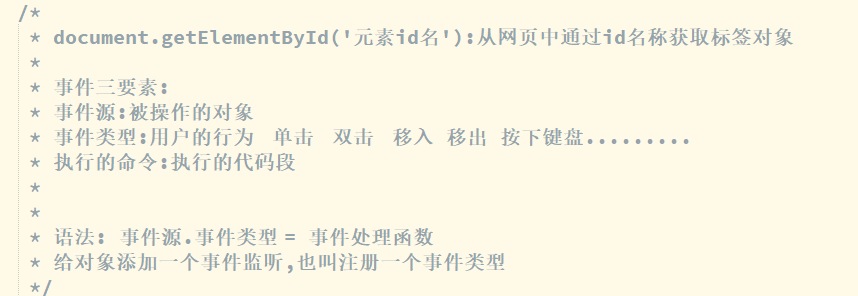 /*
* document.getElementById('元素id名'):从网页中通过id名称获取标签对象
*
* 事件三要素:
* 事件源:被操作的对象
* 事件类型:用户的行为 单击 双击 移入 移出 按下键盘.........
* 执行的命令:执行的代码段
*
*
* 语法: 事件源.事件类型 = 事件处理函数
* 给对象添加一个事件监听,也叫注册一个事件类型
*/